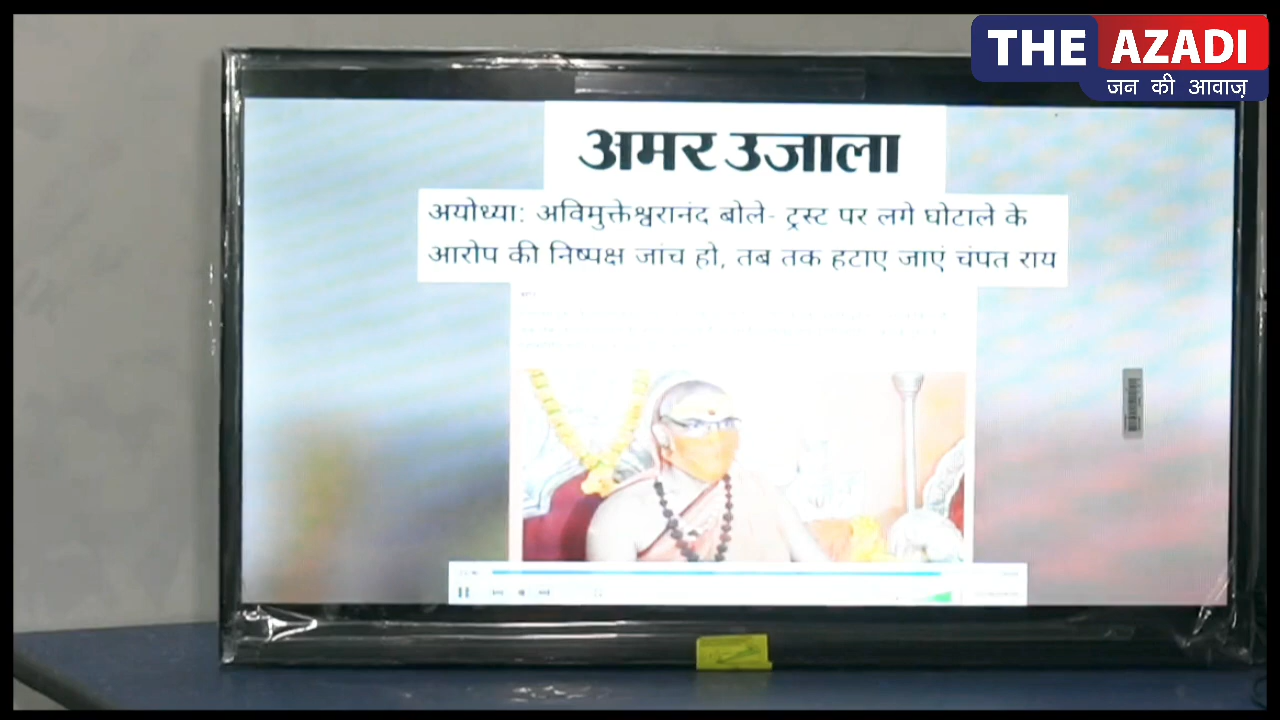 THE AZADI
जन की आवाज़
अमर उजाला
अयोध्या: अविमुक्तेश्वरानंद बोले- ट्रस्ट पर लगे घोटाले के
आरोप की निष्पक्ष जांच हो, तब तक हटाए जाएं चंपत राय